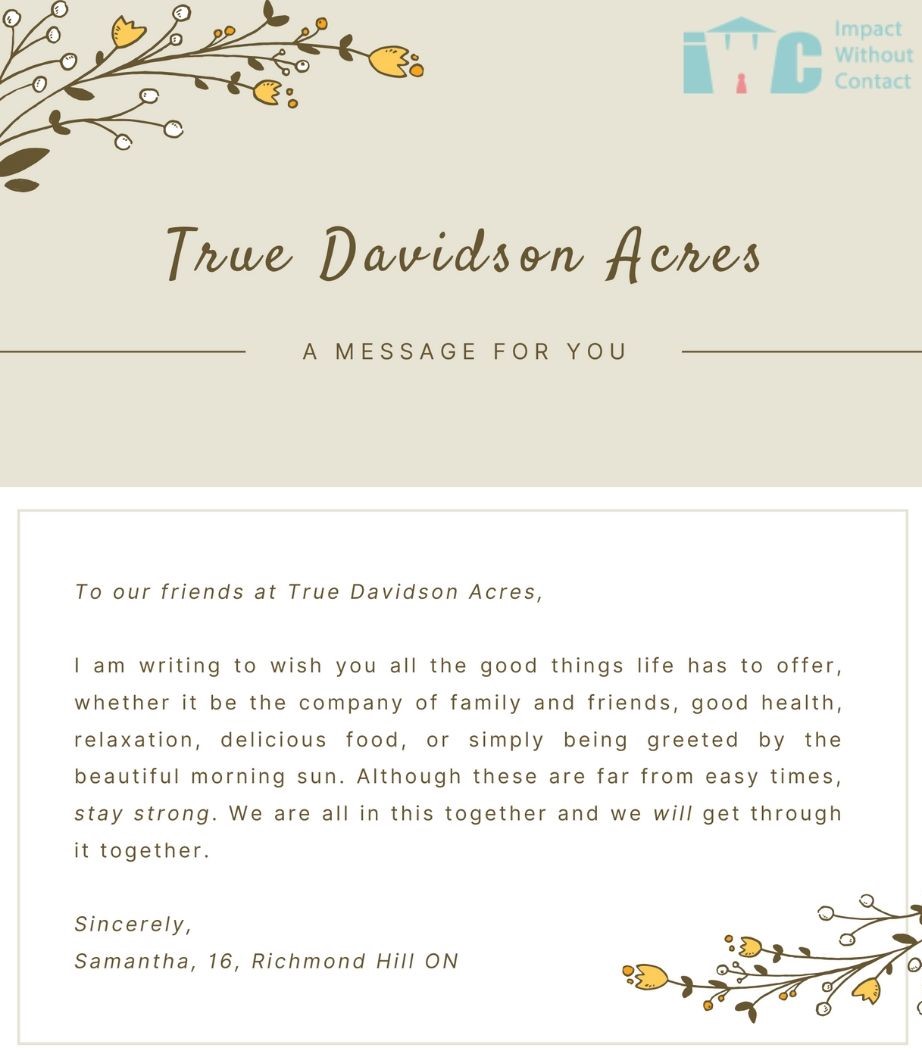 Impact
Without
Contact
True Davidson Acres
A MESSAGE FOR YOU
To our friends at True Davidson Acres,
I am writing to wish you all the good things life has to offer,
whether it be the company of family and friends, good health,
relaxation, delicious food, or simply being greeted by the
beautiful morning sun. Although these are far from easy times,
stay strong. We are all in this together and we will get through
it together.
Sincerely,
Samantha, 16, Richmond Hill ON